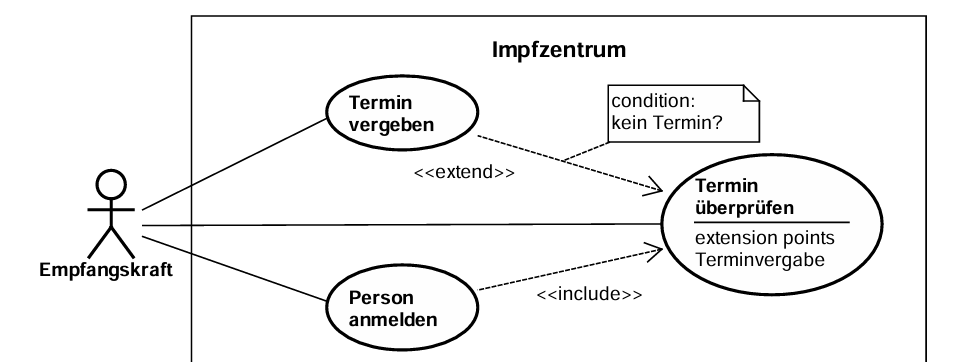 Impfzentrum
Termin
vergeben
condition:
kein Termin?
<<extend>>
Termin
überprüfen
extension points
Terminvergabe
Empfangskraft
Person
anmelden
<<include>>